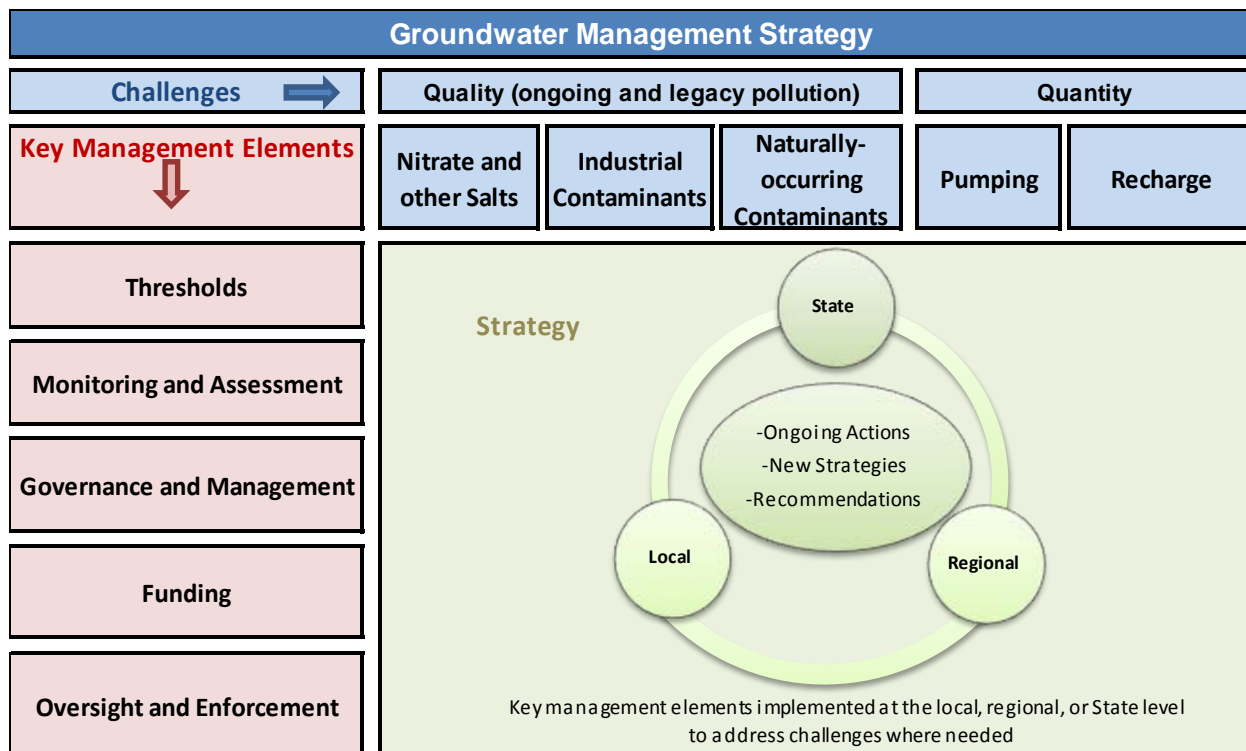 Groundwater Management Strategy
Challenges
Quality (ongoing and legacy pollution)
Quantity
Key Management Elements
Nitrate and
other Salts
Industrial
Contaminants
Naturally-
occurring
Contaminants
Pumping
Recharge
Thresholds
Monitoring and Assessment
Governance and Management
Funding
Oversight and Enforcement
Strategy
State
-Ongoing Actions
-New Strategies
-Recommendations
Local
Regional
Key management elements implemented at the local, regional, or State level
to address challenges where needed